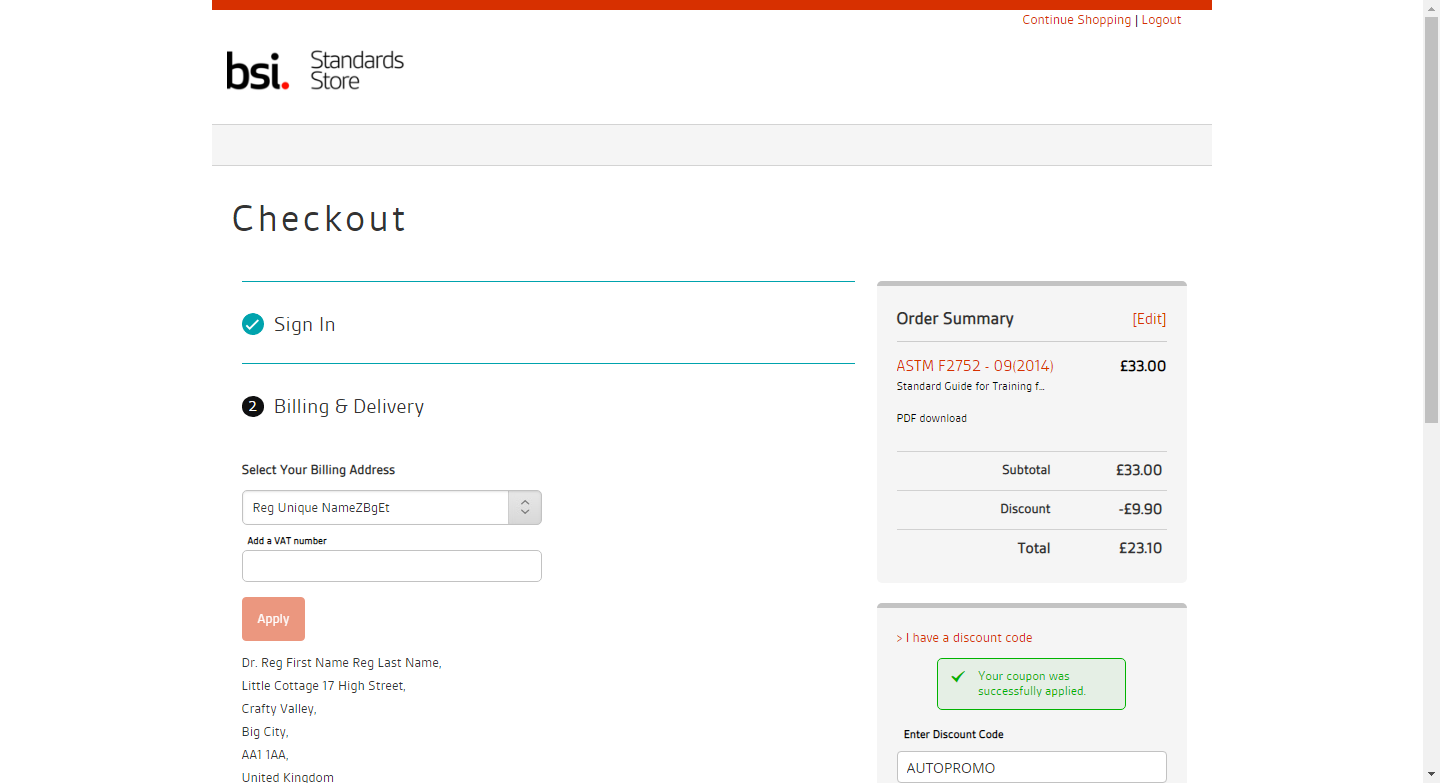 Continue Shopping | Logout
bsi. Standards
Store
Checkout
Sign In
2 Billing & Delivery
Select Your Billing Address
Reg Unique NameZBgEt
Add a VAT number
Apply
Dr. Reg First Name Reg Last Name,
Little Cottage 17 High Street,
Crafty Valley,
Big City,
AA1 1AA,
United Kingdom
Order Summary [Edit]
ASTM F2752 - 09(2014) £33.00
Standard Guide for Training f...
PDF download
Subtotal £33.00
Discount -£9.90
Total £23.10
> I have a discount code
Your coupon was
successfully applied.
Enter Discount Code
AUTOPROMO